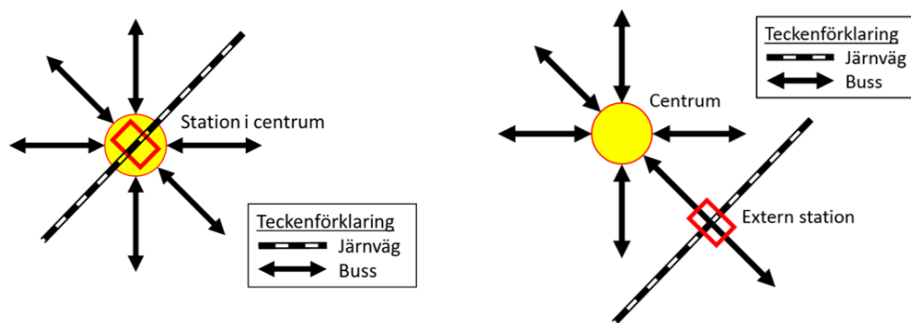 Station i centrum
Teckenförklaring
Järnväg
Buss
Teckenförklaring
Järnväg
Buss
Centrum
Extern station